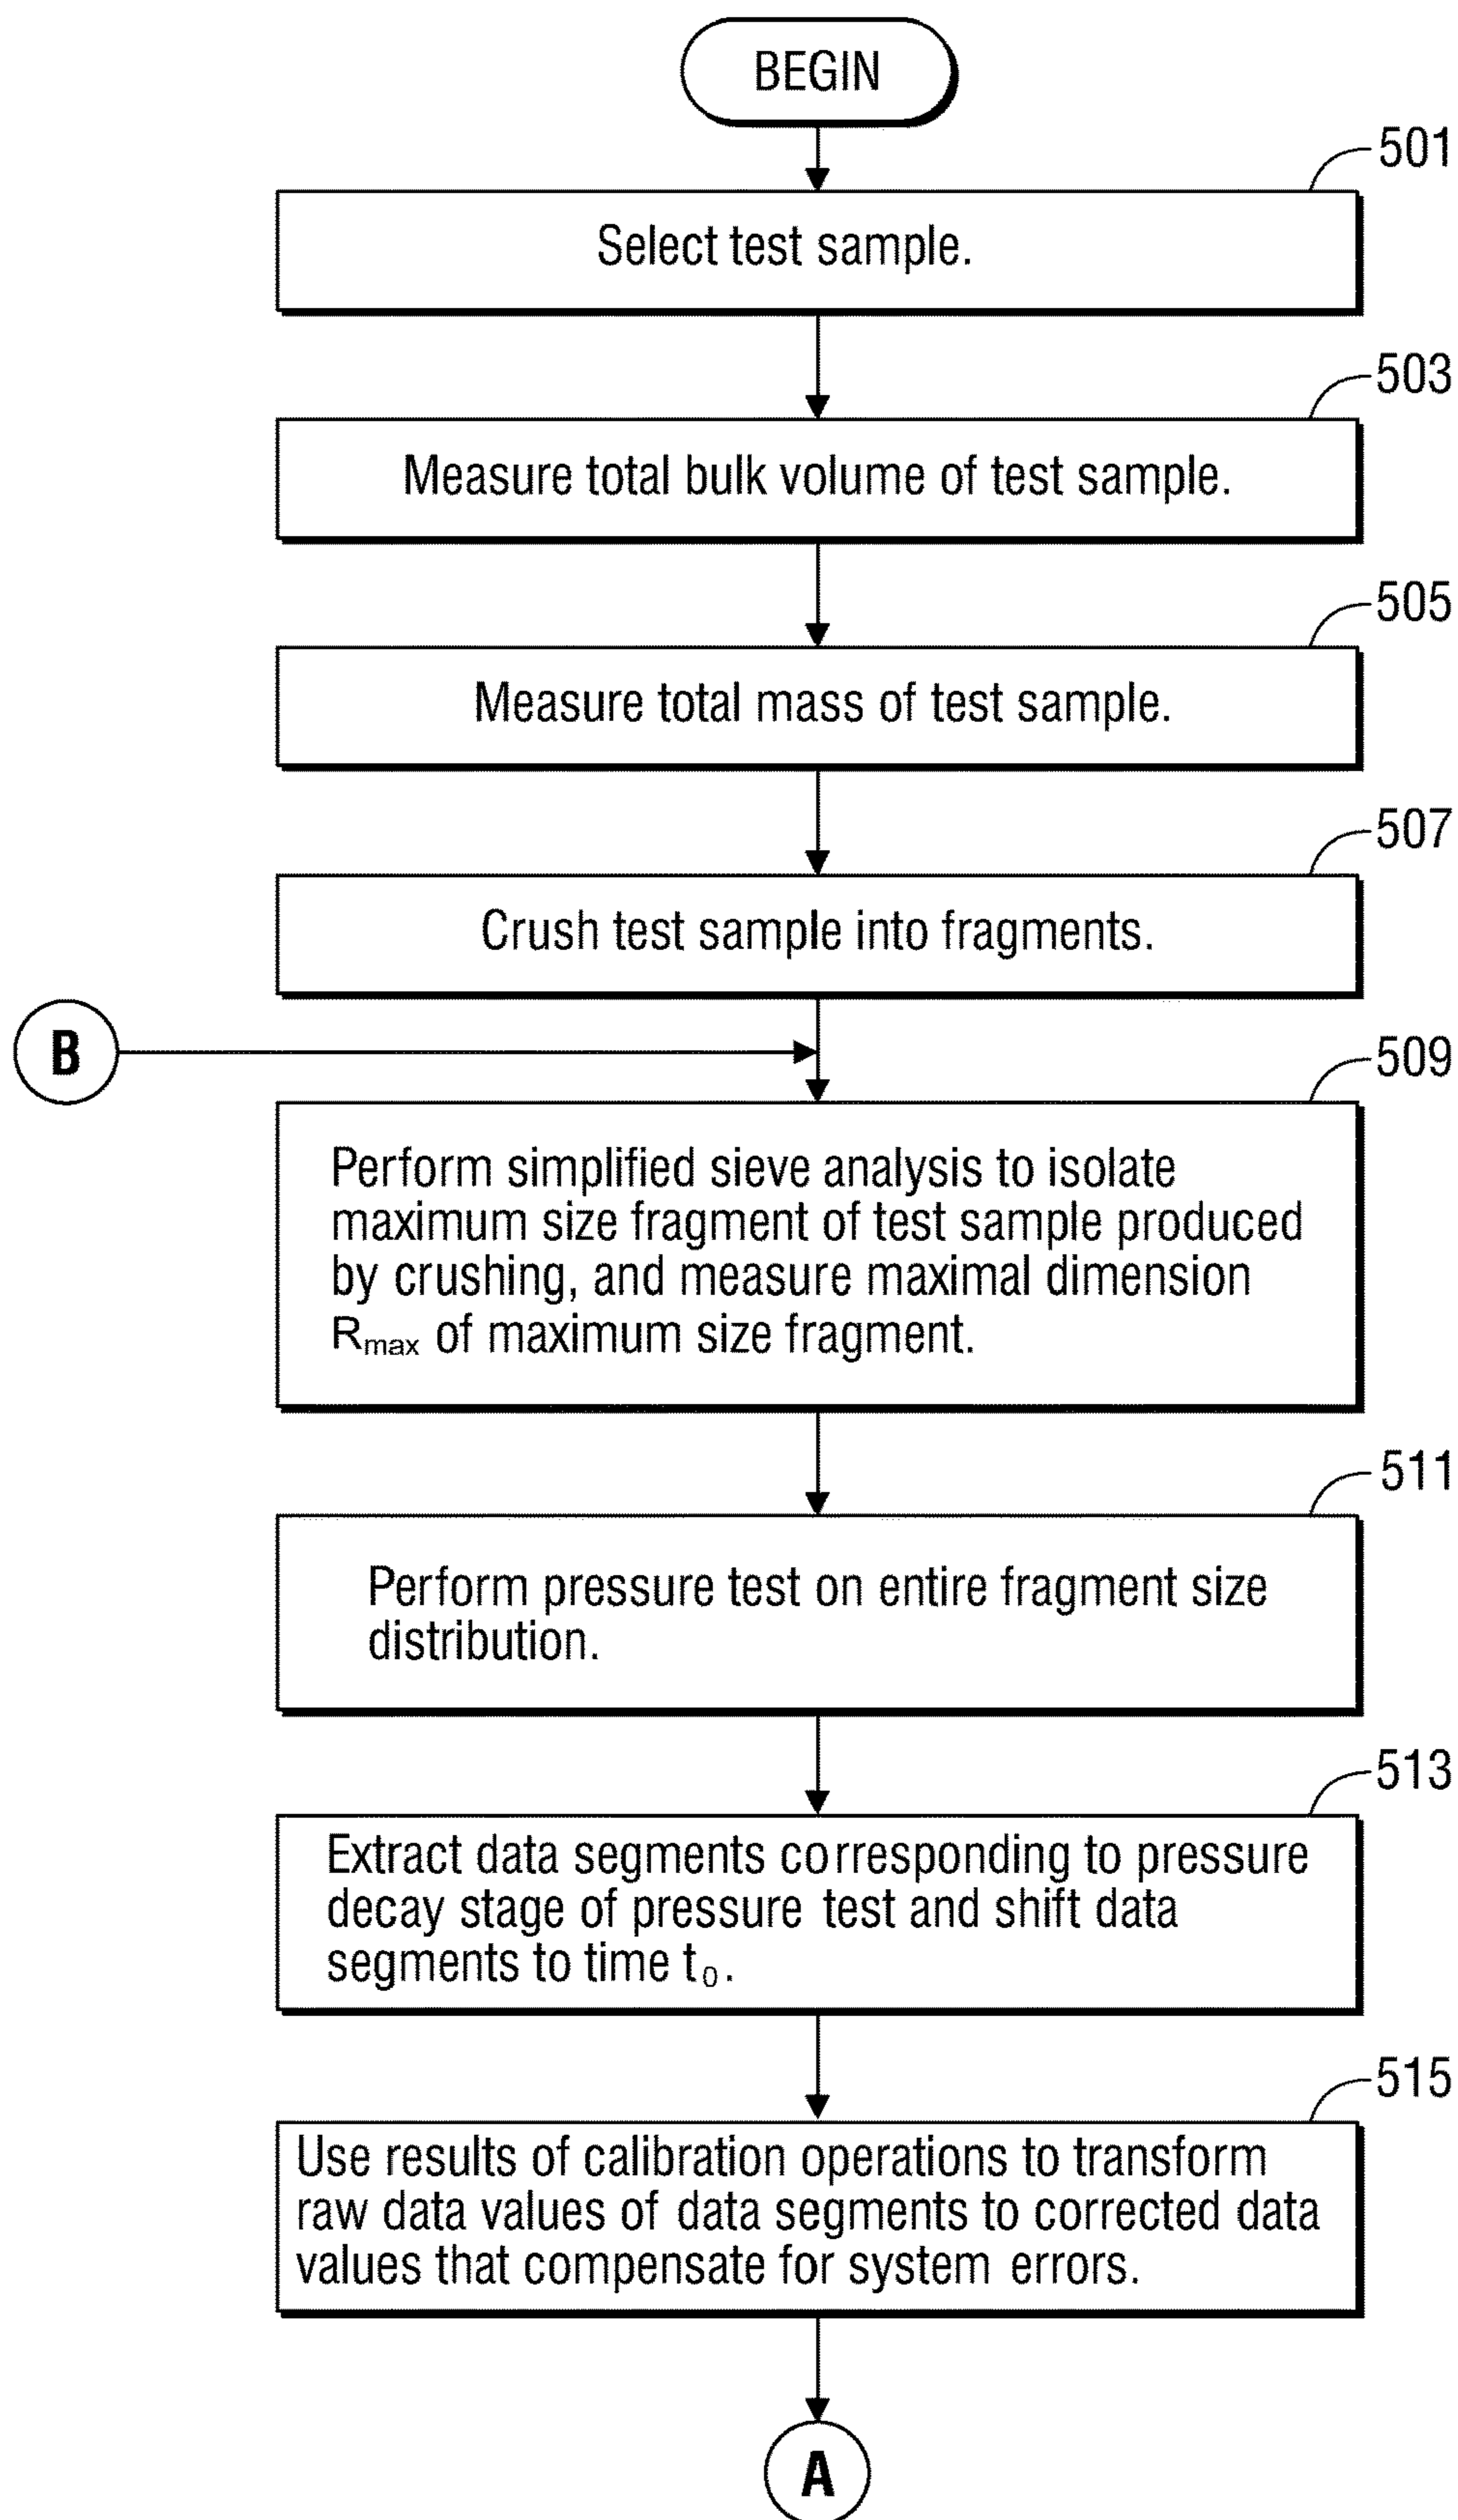 BEGIN
501
Select test sample.
503
Measure total bulk volume of test sample.
505
Measure total mass of test sample.
507
Crush test sample into fragments.
B
509
Perform simplified sieve analysis to isolate
maximum size fragment of test sample produced
by crushing, and measure maximal dimension
Rmax of maximum size fragment.
511
Perform pressure test on entire fragment size
distribution.
513
Extract data segments corresponding to pressure
decay stage of pressure test and shift data
segments to time t0.
515
Use results of calibration operations to transform
raw data values of data segments to corrected data
values that compensate for system errors.
A